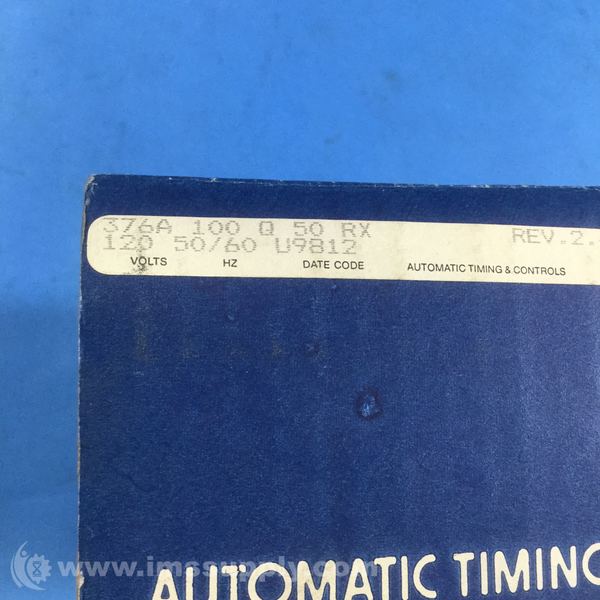 376A 100 Q 50 RX REV.2.
120 50/60 U9812
VOLTS HZ DATE CODE AUTOMATIC TIMING & CONTROLS
AUTOMATIC TIMING
www.imssupply.com